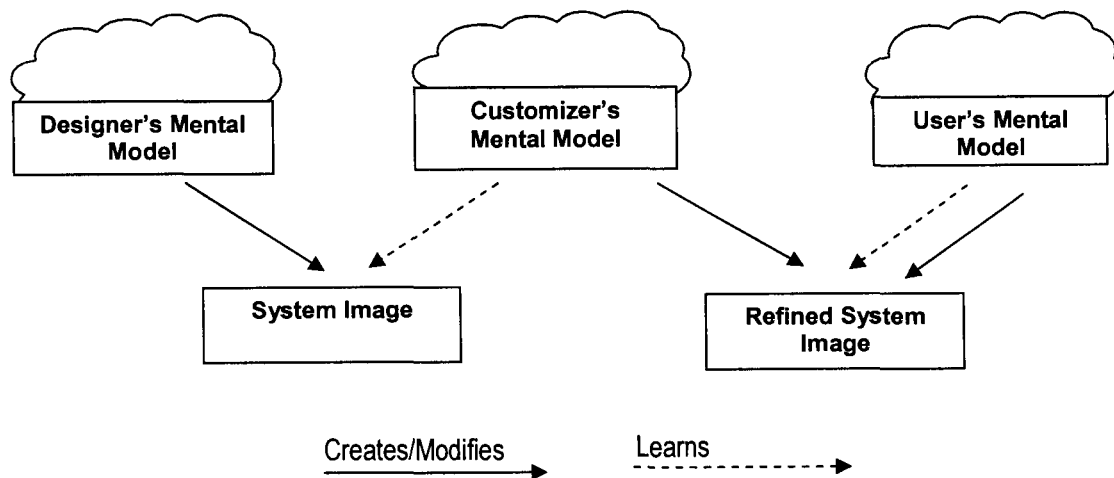 Designer's Mental
Model
Customizer's
Mental Model
User's Mental
Model
System Image
Refined System
Image
Creates/Modifies
Learns